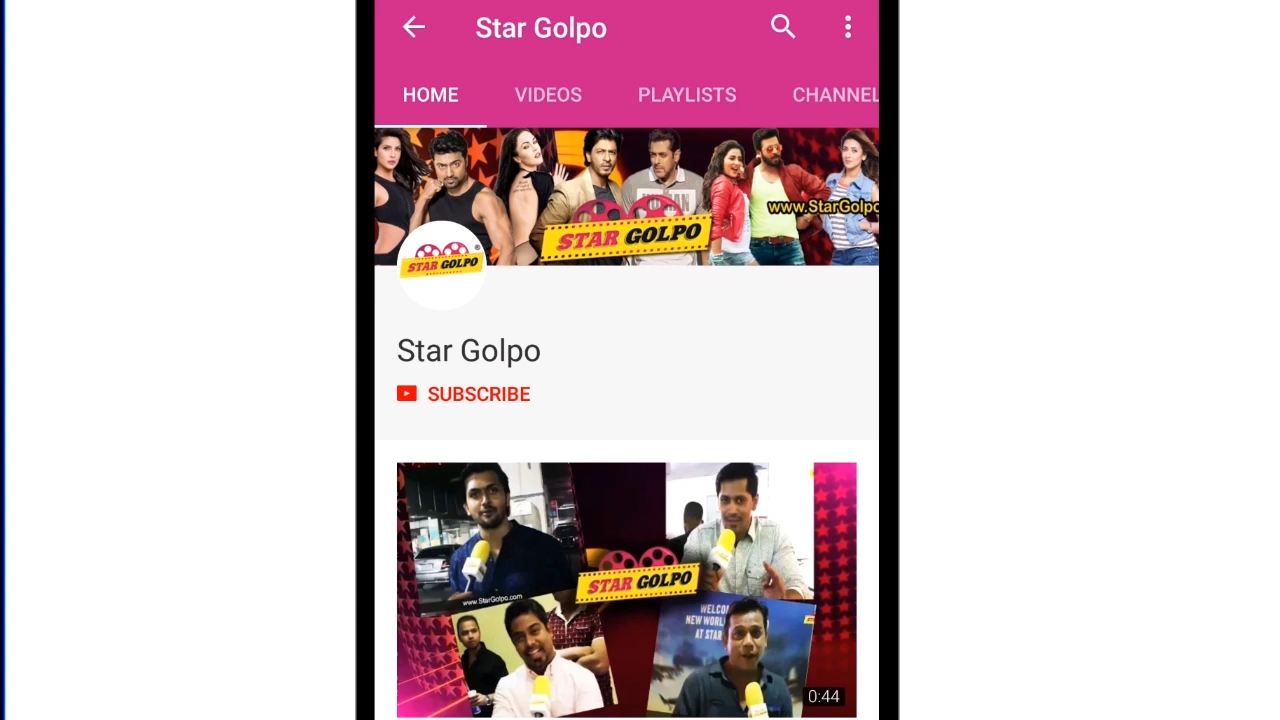 Star Golpo
HOME VIDEOS PLAYLISTS CHANNEL
www.StarGolpo
STAR GOLPO
STAR GOLPO ®
Star Golpo
SUBSCRIBE
STAR GOLPO
www.StarGolpo.com
WELCO
NEW WORL
AT STAR
0:44